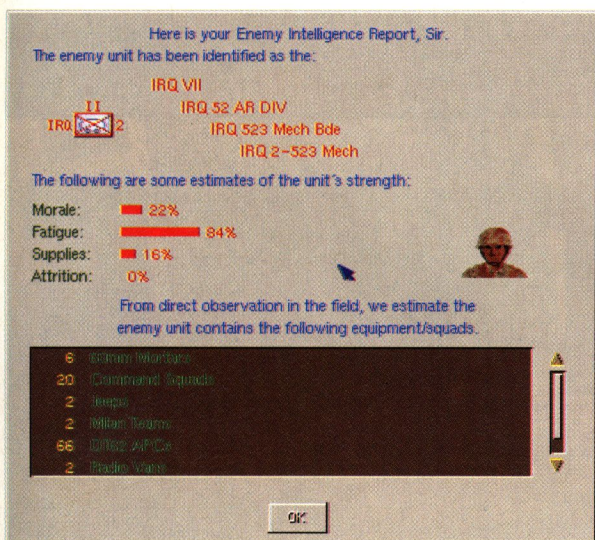 Here is your Enemy Intelligence Report, Sir.
The enemy unit has been identified as the:
IRQ VII
IRQ 52 AR DIV
IRQ 523 Mech Bde
IRQ 2-523 Mech
II
IRQ 2
The following are some estimates of the unit's strength:
Morale: 22%
Fatigue: 84%
Supplies: 16%
Attrition: 0%
From direct observation in the field, we estimate the
enemy unit contains the following equipment/squads.
6 60mm Mortars
20 Command Squads
2 Jeeps
2 Milan Teams
66 APCs
2 Radio Vans
OK